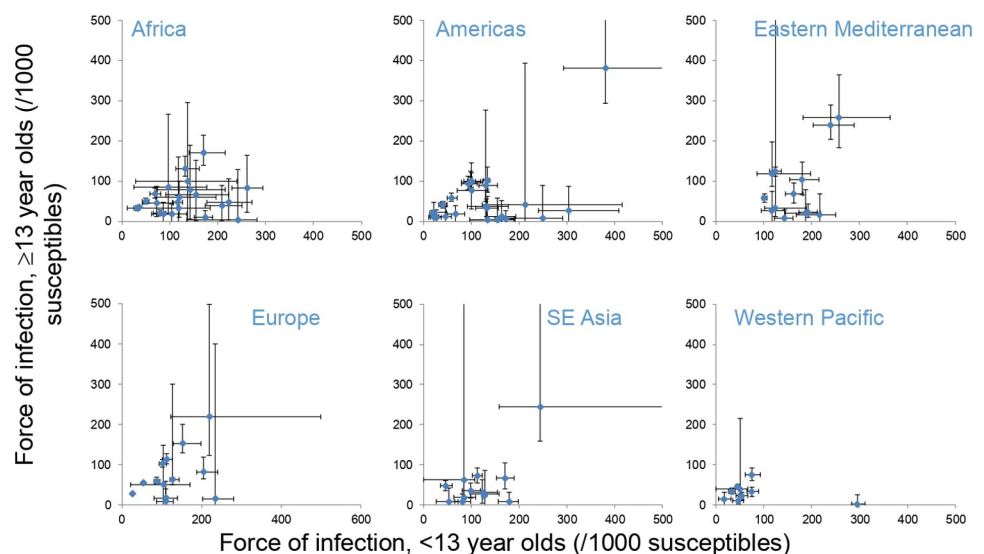 Force of infection, ≥13 year olds (/1000
susceptibles)
500 Africa 500 Americas 500 Eastern Mediterranean
400 400 400
300 300 300
200 200 200
100 100 100
0 0 0
0 100 200 300 400 500 0 100 200 300 400 500 0 100 200 300 400 500
500 Europe 500 SE Asia 500 Western Pacific
400 400 400
300 300 300
200 200 200
100 100 100
0 0 0
0 200 400 600 0 100 200 300 400 500 0 100 200 300 400 500
Force of infection, <13 year olds (/1000 susceptibles)